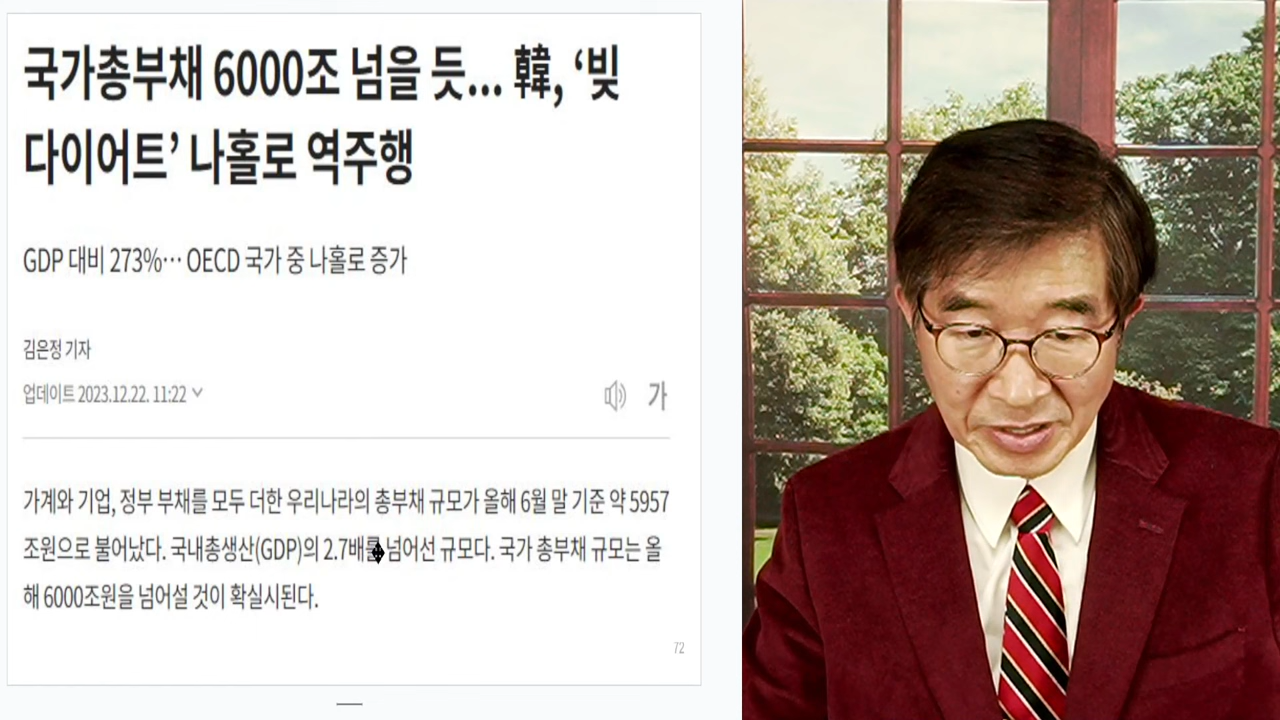 국가총부채 6000조 넘을 듯... 韓, ‘빚
다이어트’ 나홀로 역주행
GDP 대비 273%… OECD 국가 중 나홀로 증가
김은정 기자
업데이트 2023.12.22. 11:22
가
가계와 기업, 정부 부채를 모두 더한 우리나라의 총부채 규모가 올해 6월 말 기준 약 5957
조원으로 불어났다. 국내총생산(GDP)의 2.7배를 넘어선 규모다. 국가 총부채 규모는 올
해 6000조원을 넘어설 것이 확실시된다.
72